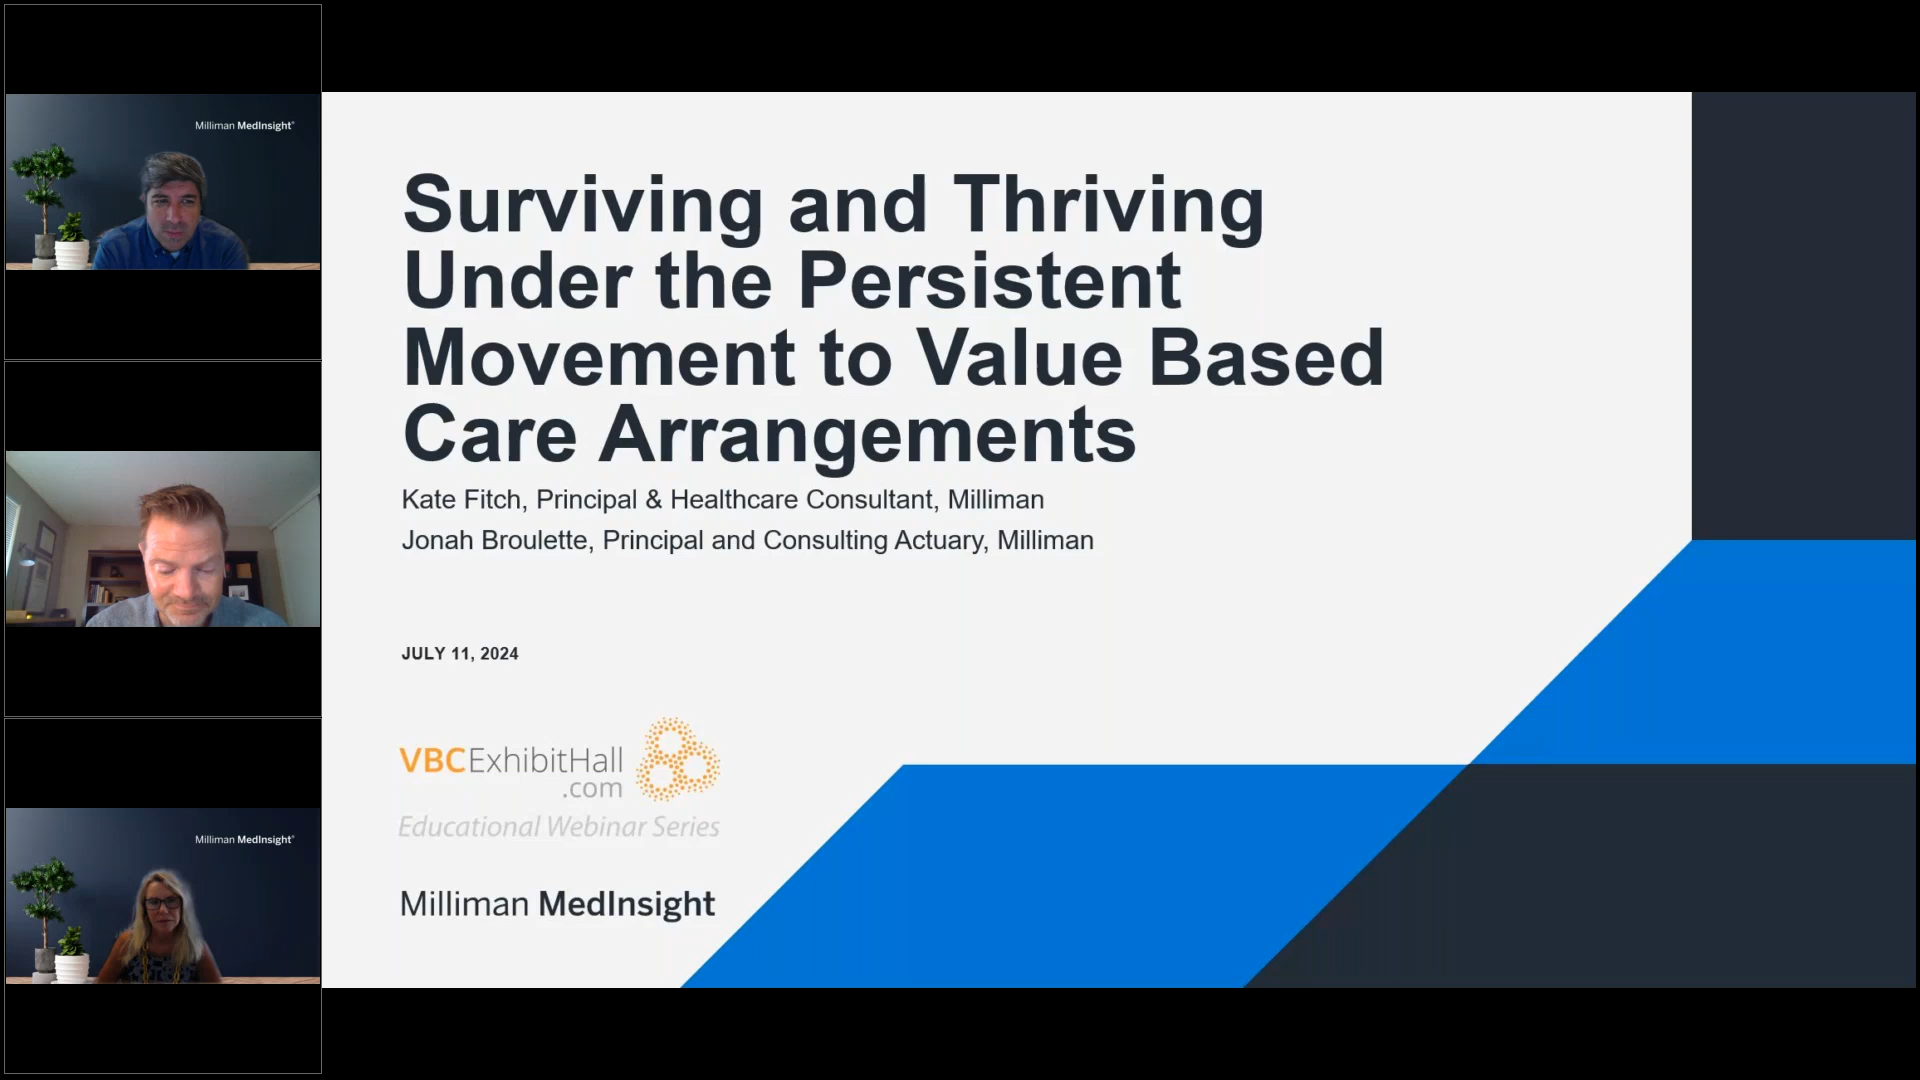 Milliman MedInsight®
Milliman MedInsight®
Surviving and Thriving
Under the Persistent
Movement to Value Based
Care Arrangements
Kate Fitch, Principal & Healthcare Consultant, Milliman
Jonah Broulette, Principal and Consulting Actuary, Milliman
JULY 11, 2024
VBCExhibitHall
.com
Educational Webinar Series
Milliman MedInsight